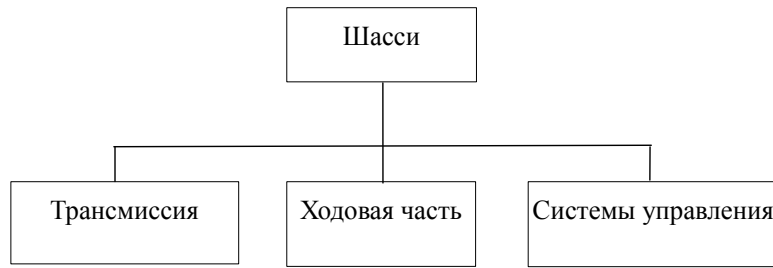 Шасси
Трансмиссия
Ходовая часть
Системы управления